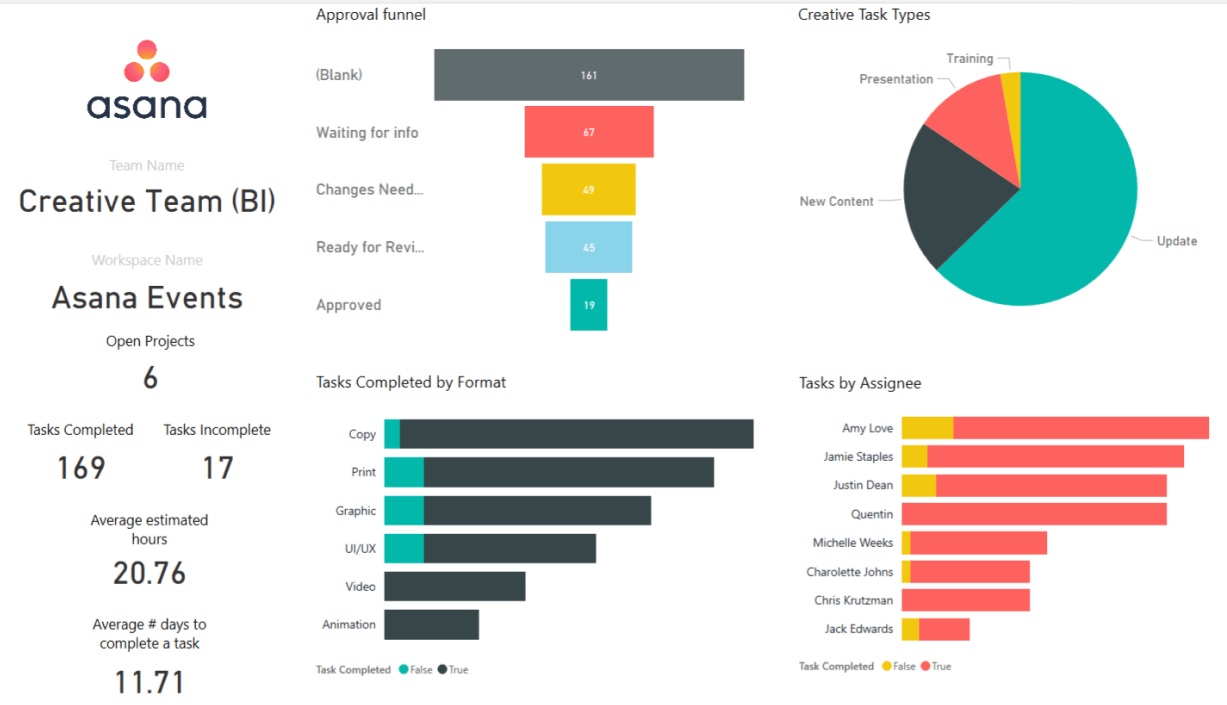 asana
Team Name
Creative Team (BI)
Workspace Name
Asana Events
Open Projects
6
Tasks Completed
Tasks Incomplete
169
17
Average estimated
hours
20.76
Average # days to
complete a task
11.71
Approval funnel
(Blank)
161
Waiting for info
67
Changes Need...
49
Ready for Revi...
45
Approved
19
Creative Task Types
Training
Presentation
New Content
Update
Tasks Completed by Format
Copy
Print
Graphic
UI/UX
Video
Animation
Task Completed False True
Tasks by Assignee
Amy Love
Jamie Staples
Justin Dean
Quentin
Michelle Weeks
Charolette Johns
Chris Krutzman
Jack Edwards
Task Completed False True